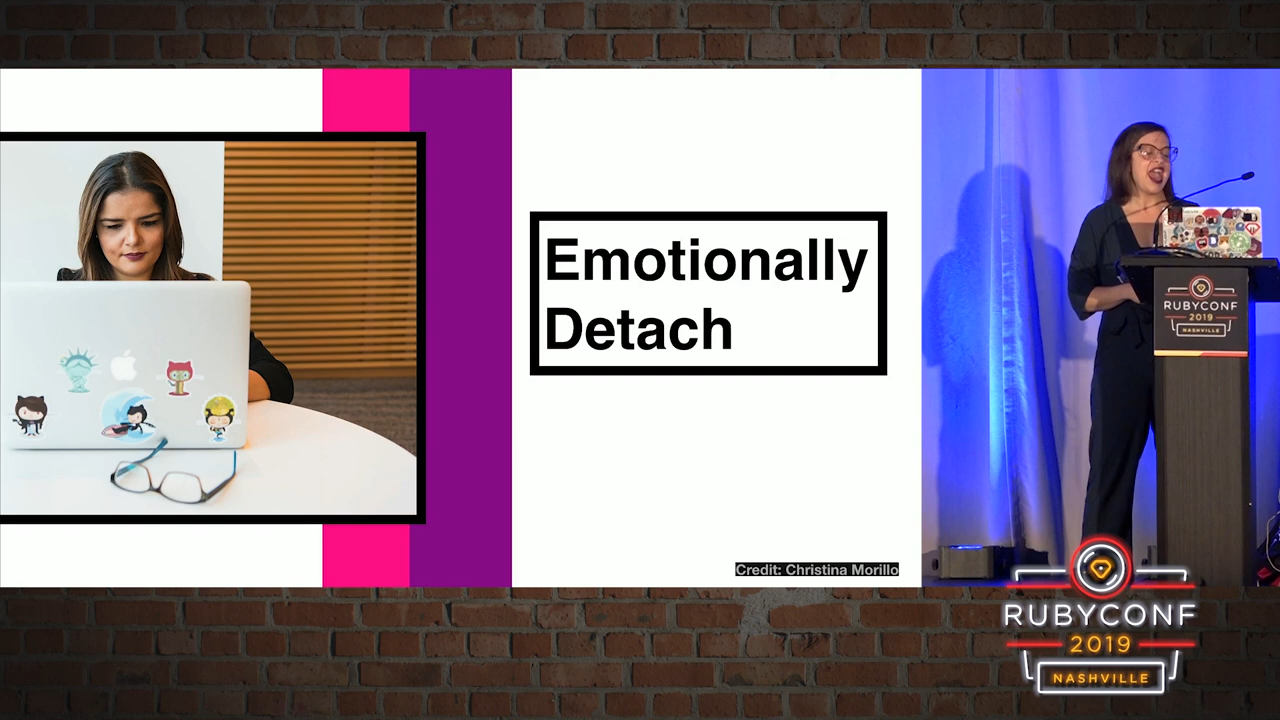 Emotionally
Detach
Credit: Christina Morillo
RUBYCONF
2019
NASHVILLE
RUBYCONF
2019
NASHVILLE